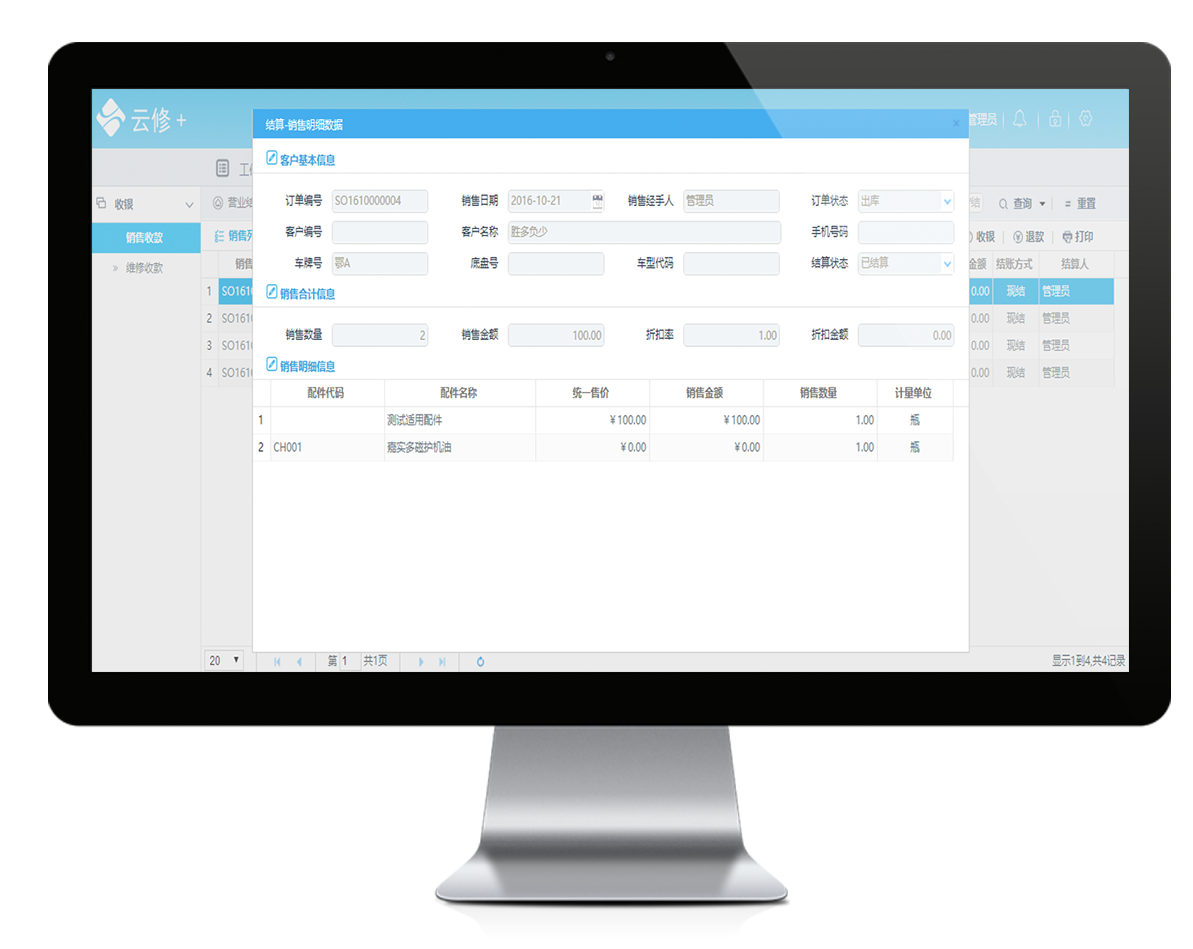 云修+
管理员
结算-销售明细数据
×
客户基本信息
订单编号 SO1610000004 销售日期 2016-10-21 销售经手人 管理员 订单状态 出库
客户编号 客户名称 胜多负少 手机号码
车牌号 鄂A 底盘号 车型代码 结算状态 已结算
销售合计信息
销售数量 2 销售金额 100.00 折扣率 1.00 折扣金额 0.00
销售明细信息
配件代码 配件名称 统一售价 销售金额 销售数量 计量单位
1 测试适用配件 ¥100.00 ¥100.00 1.00 瓶
2 CH001 嘉实多磁护机油 ¥0.00 ¥0.00 1.00 瓶
收银
销售收款
» 维修收款
营业
销售
销售
1 SO161
2 SO161
3 SO161
4 SO161
查询 重置
收银 退款 打印
金额 结账方式 结算人
0.00 现结 管理员
0.00 现结 管理员
0.00 现结 管理员
0.00 现结 管理员
20 第 1 共1页
显示1到4,共4记录